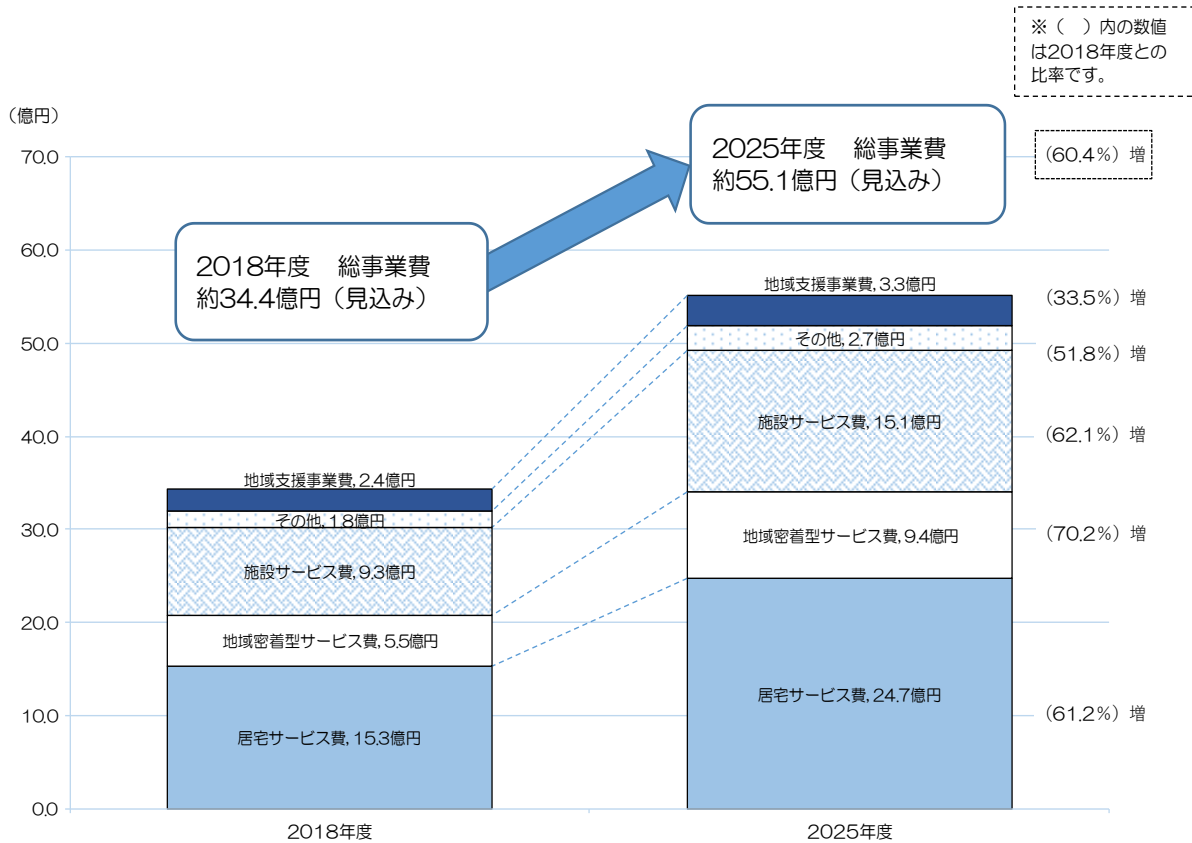 ※（　）内の数値
は2018年度との
比率です。
（億円）
70.0
2025年度　総事業費
約55.1億円（見込み）
（60.4%）増
60.0
2018年度　総事業費
約34.4億円（見込み）
地域支援事業費, 3.3億円
（33.5%）増
その他, 2.7億円
50.0
（51.8%）増
施設サービス費, 15.1億円
（62.1%）増
40.0
地域支援事業費, 2.4億円
その他, 1.8億円
30.0
地域密着型サービス費, 9.4億円
（70.2%）増
施設サービス費, 9.3億円
20.0
地域密着型サービス費, 5.5億円
居宅サービス費, 24.7億円
（61.2%）増
10.0
居宅サービス費, 15.3億円
0.0
2018年度
2025年度